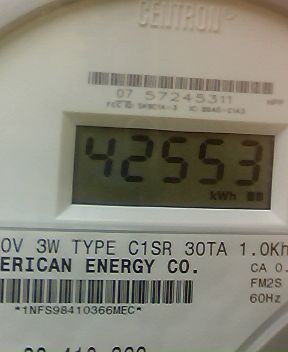 CENTRON
07 57245311
42553
kWh
0V 3W TYPE C1SR 30TA 1.0Kh
ERICAN ENERGY CO.
CA 0.
FM2S
60Hz
*1NFS98410366MEC*